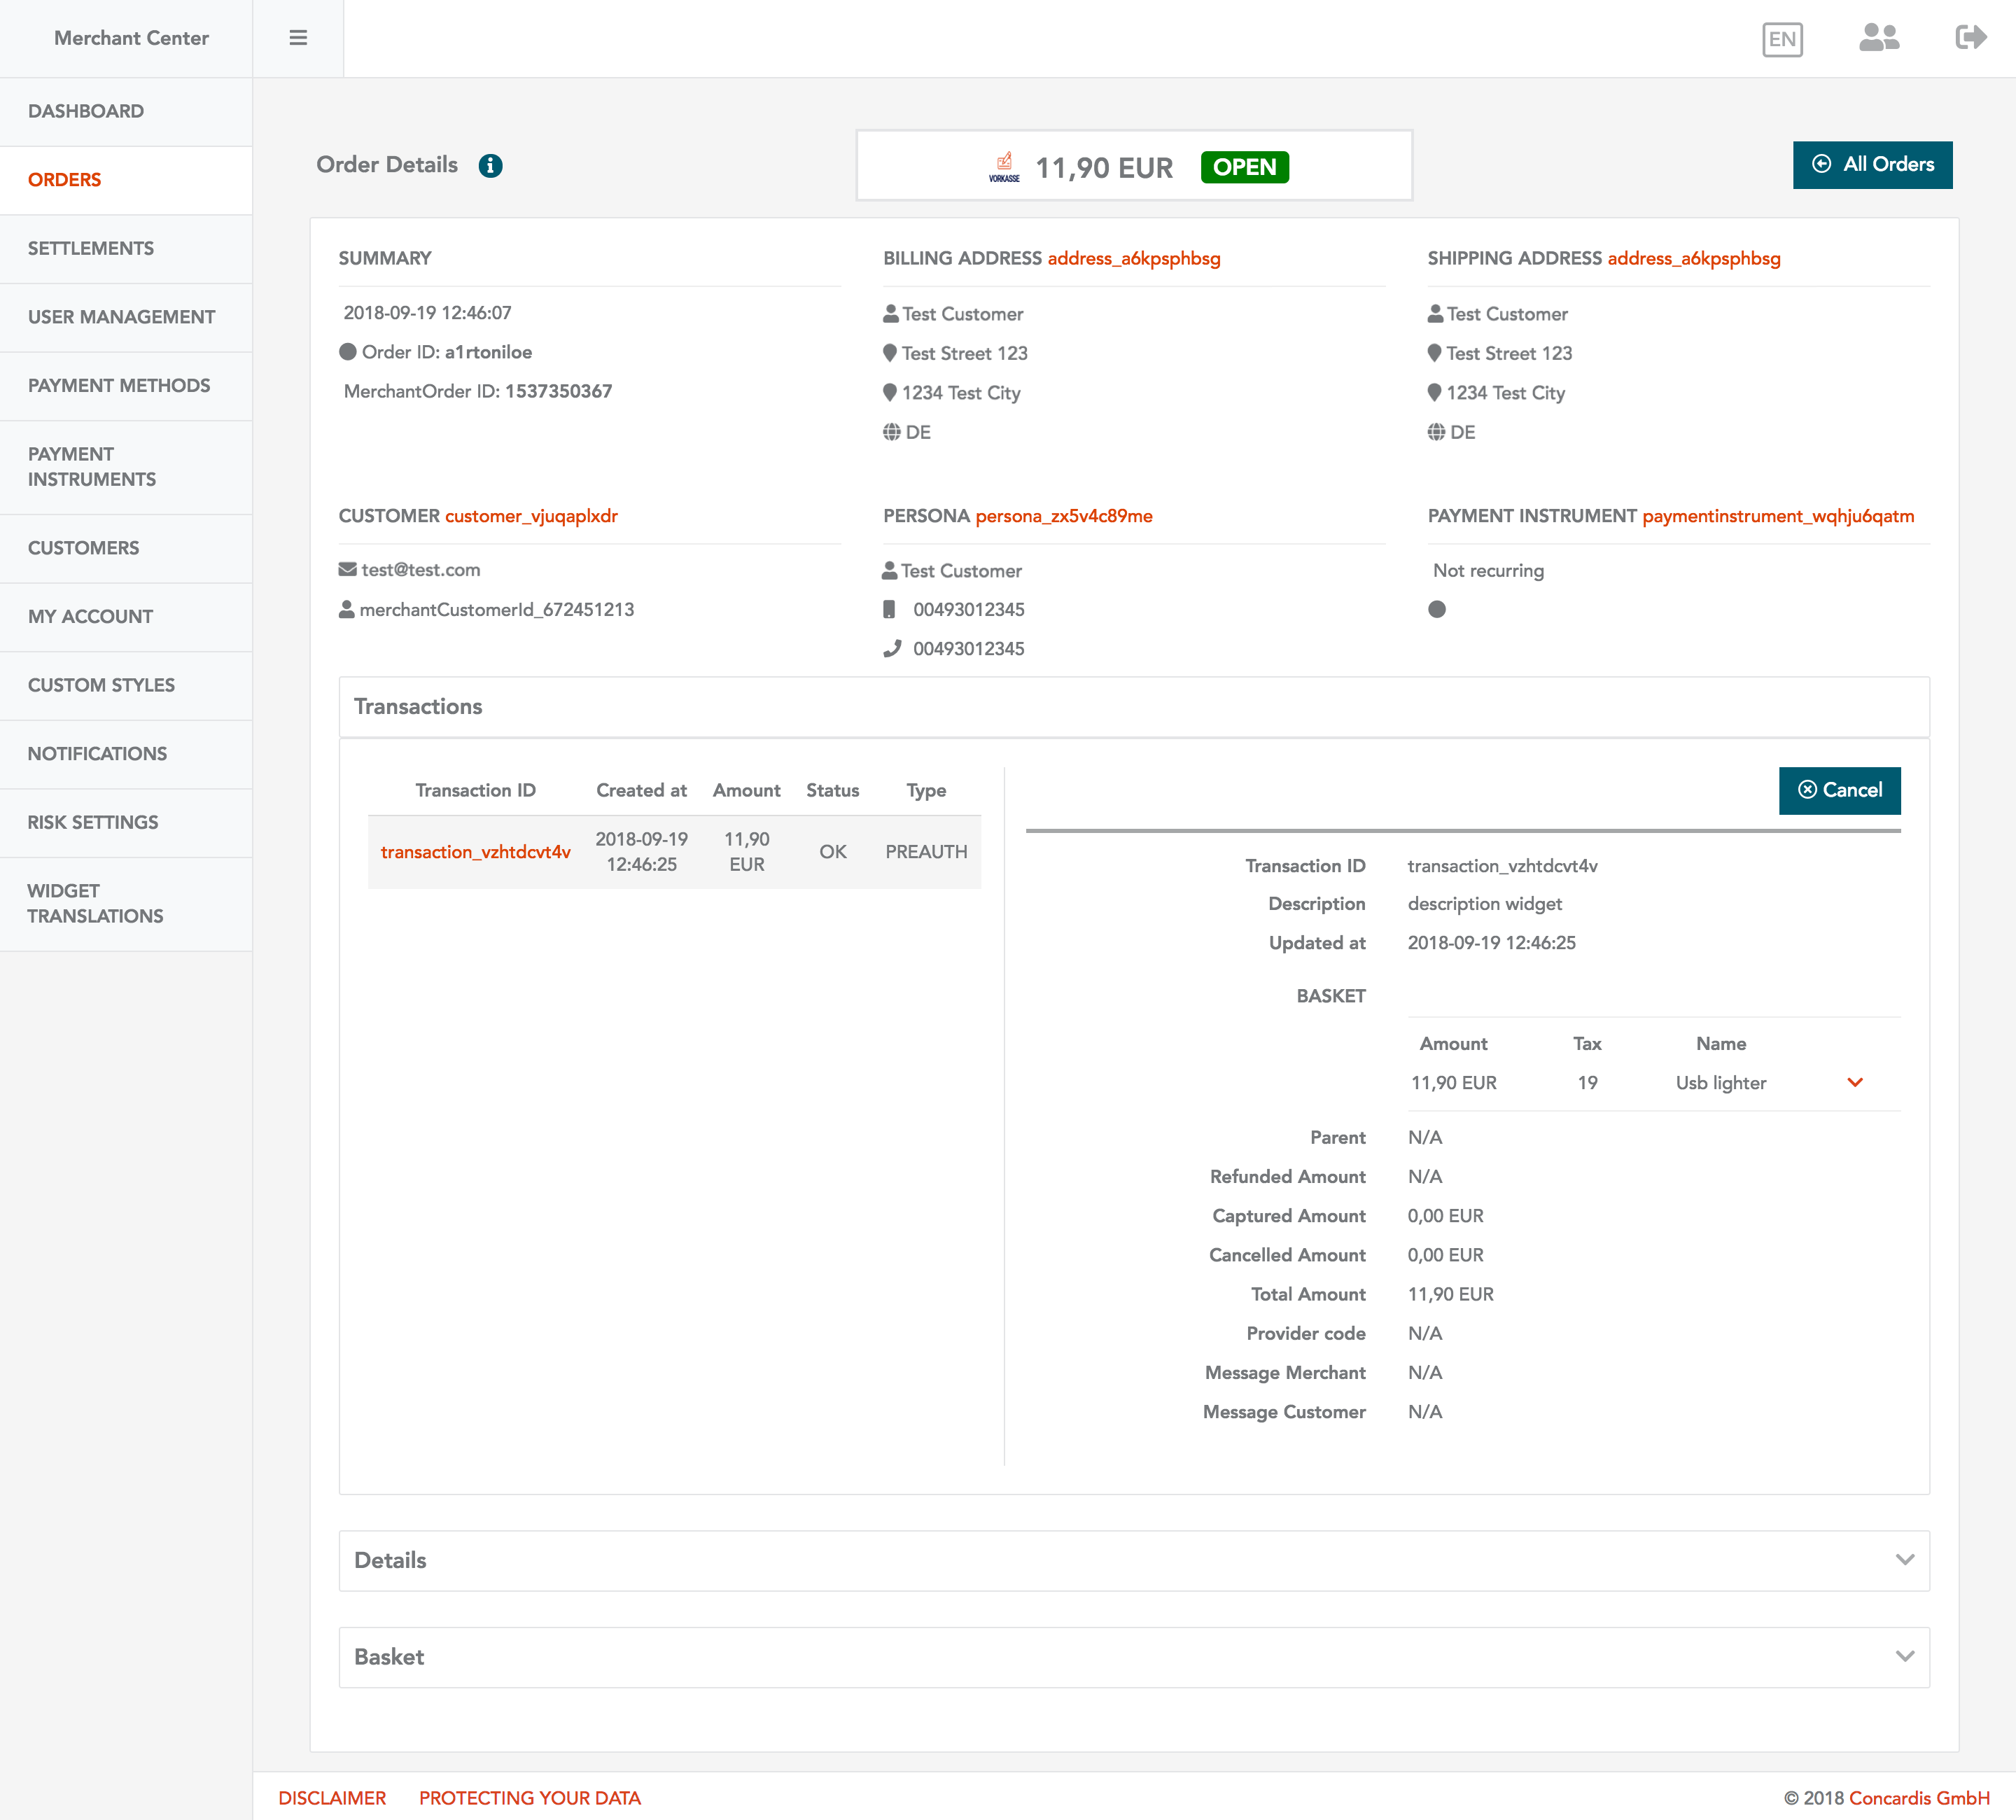 Merchant Center
EN
DASHBOARD
ORDERS
SETTLEMENTS
USER MANAGEMENT
PAYMENT METHODS
PAYMENT
INSTRUMENTS
CUSTOMERS
MY ACCOUNT
CUSTOM STYLES
NOTIFICATIONS
RISK SETTINGS
WIDGET
TRANSLATIONS
Order Details
VORKASSE 11,90 EUR OPEN
All Orders
SUMMARY
2018-09-19 12:46:07
Order ID: a1rtoniloe
MerchantOrder ID: 1537350367
BILLING ADDRESS address_a6kpsphbsg
Test Customer
Test Street 123
1234 Test City
DE
SHIPPING ADDRESS address_a6kpsphbsg
Test Customer
Test Street 123
1234 Test City
DE
CUSTOMER customer_vjuqaplxdr
test@test.com
merchantCustomerId_672451213
PERSONA persona_zx5v4c89me
Test Customer
00493012345
00493012345
PAYMENT INSTRUMENT paymentinstrument_wqhju6qatm
Not recurring
Transactions
Transaction ID Created at Amount Status Type
transaction_vzhtdcvt4v 2018-09-19 12:46:25 11,90 EUR OK PREAUTH
Cancel
Transaction ID transaction_vzhtdcvt4v
Description description widget
Updated at 2018-09-19 12:46:25
BASKET
Amount Tax Name
11,90 EUR 19 Usb lighter
Parent N/A
Refunded Amount N/A
Captured Amount 0,00 EUR
Cancelled Amount 0,00 EUR
Total Amount 11,90 EUR
Provider code N/A
Message Merchant N/A
Message Customer N/A
Details
Basket
DISCLAIMER PROTECTING YOUR DATA
© 2018 Concardis GmbH